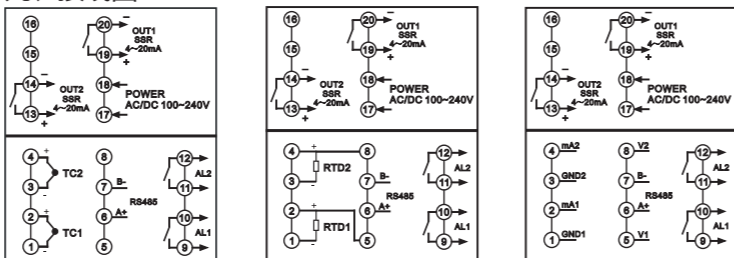 16 20 − OUT1
SSR
4~20mA
15 19 +
14 − 18 POWER
AC/DC 100~240V
OUT2
SSR
4~20mA
13 + 17
4 + 8 12
TC2 AL2
3 - 7 B- 11
RS485
2 + 6 A+ 10
TC1 AL1
1 - 5 9
16 20 − OUT1
SSR
4~20mA
15 19 +
14 − 18 POWER
AC/DC 100~240V
OUT2
SSR
4~20mA
13 + 17
4 + 8 12
RTD2 AL2
3 - 7 B- 11
RS485
2 + 6 A+ 10
RTD1 AL1
1 - 5 9
16 20 − OUT1
SSR
4~20mA
15 19 +
14 − 18 POWER
AC/DC 100~240V
OUT2
SSR
4~20mA
13 + 17
4 mA2 8 V2 12
AL2
3 GND2 7 B- 11
RS485
2 mA1 6 A+ 10
AL1
1 GND1 5 V1 9